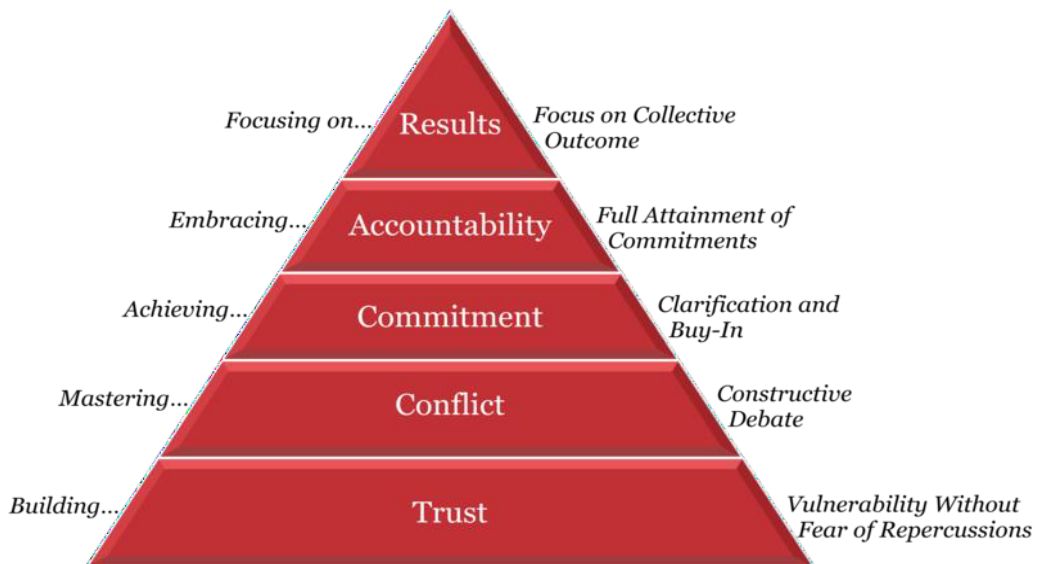 Focusing on...
Results
Focus on Collective
Outcome
Embracing...
Accountability
Full Attainment of
Commitments
Achieving...
Commitment
Clarification and
Buy-In
Mastering...
Conflict
Constructive
Debate
Building...
Trust
Vulnerability Without
Fear of Repercussions